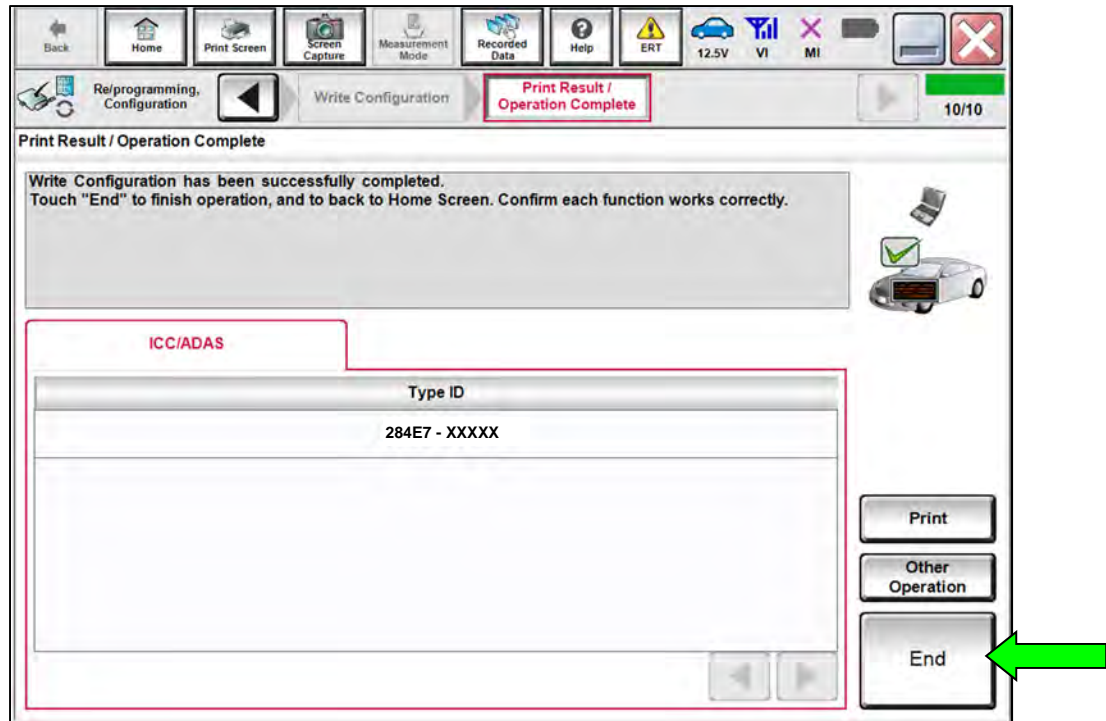 Back
Home
Print Screen
Screen
Capture
Measurement
Mode
Recorded
Data
Help
ERT
12.5V
VI
MI
Re/programming,
Configuration
Write Configuration
Print Result /
Operation Complete
10/10
Print Result / Operation Complete
Write Configuration has been successfully completed.
Touch "End" to finish operation, and to back to Home Screen. Confirm each function works correctly.
ICC/ADAS
Type ID
284E7 - XXXXX
Print
Other
Operation
End